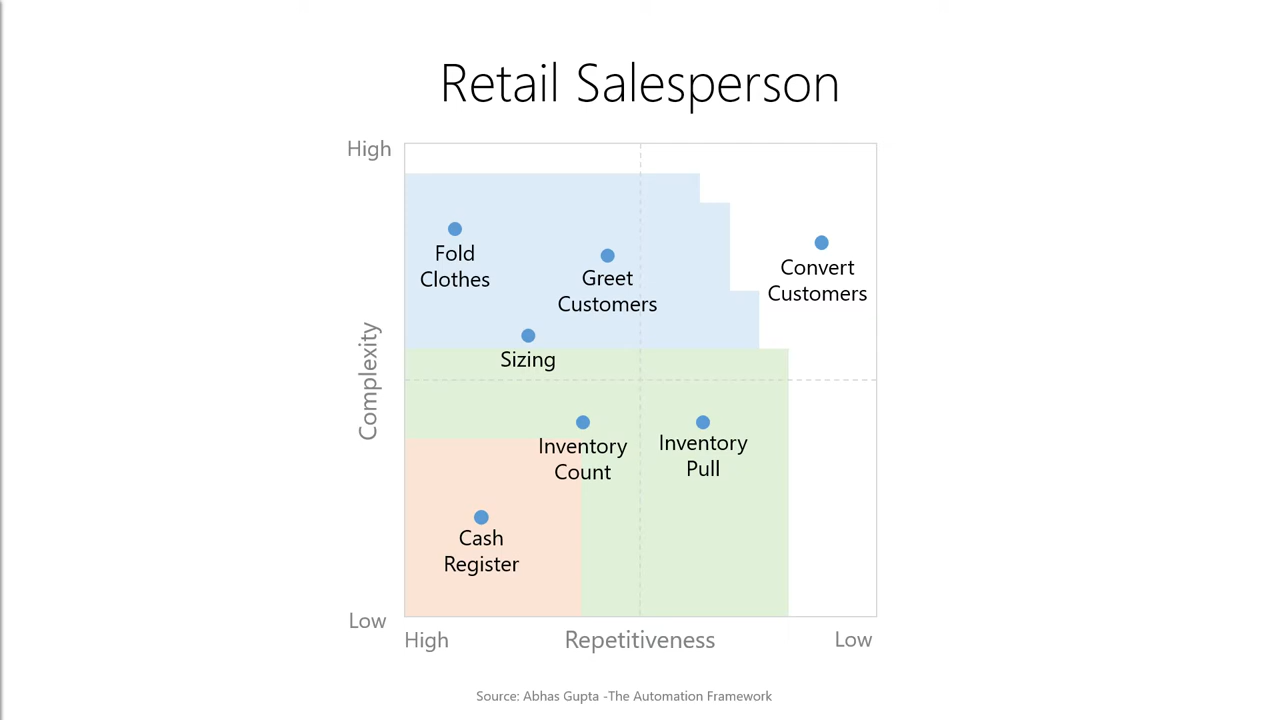 Retail Salesperson
High
Fold
Clothes
Greet
Customers
Convert
Customers
Sizing
Complexity
Inventory
Count
Inventory
Pull
Cash
Register
Low
High
Repetitiveness
Low
Source: Abhas Gupta -The Automation Framework